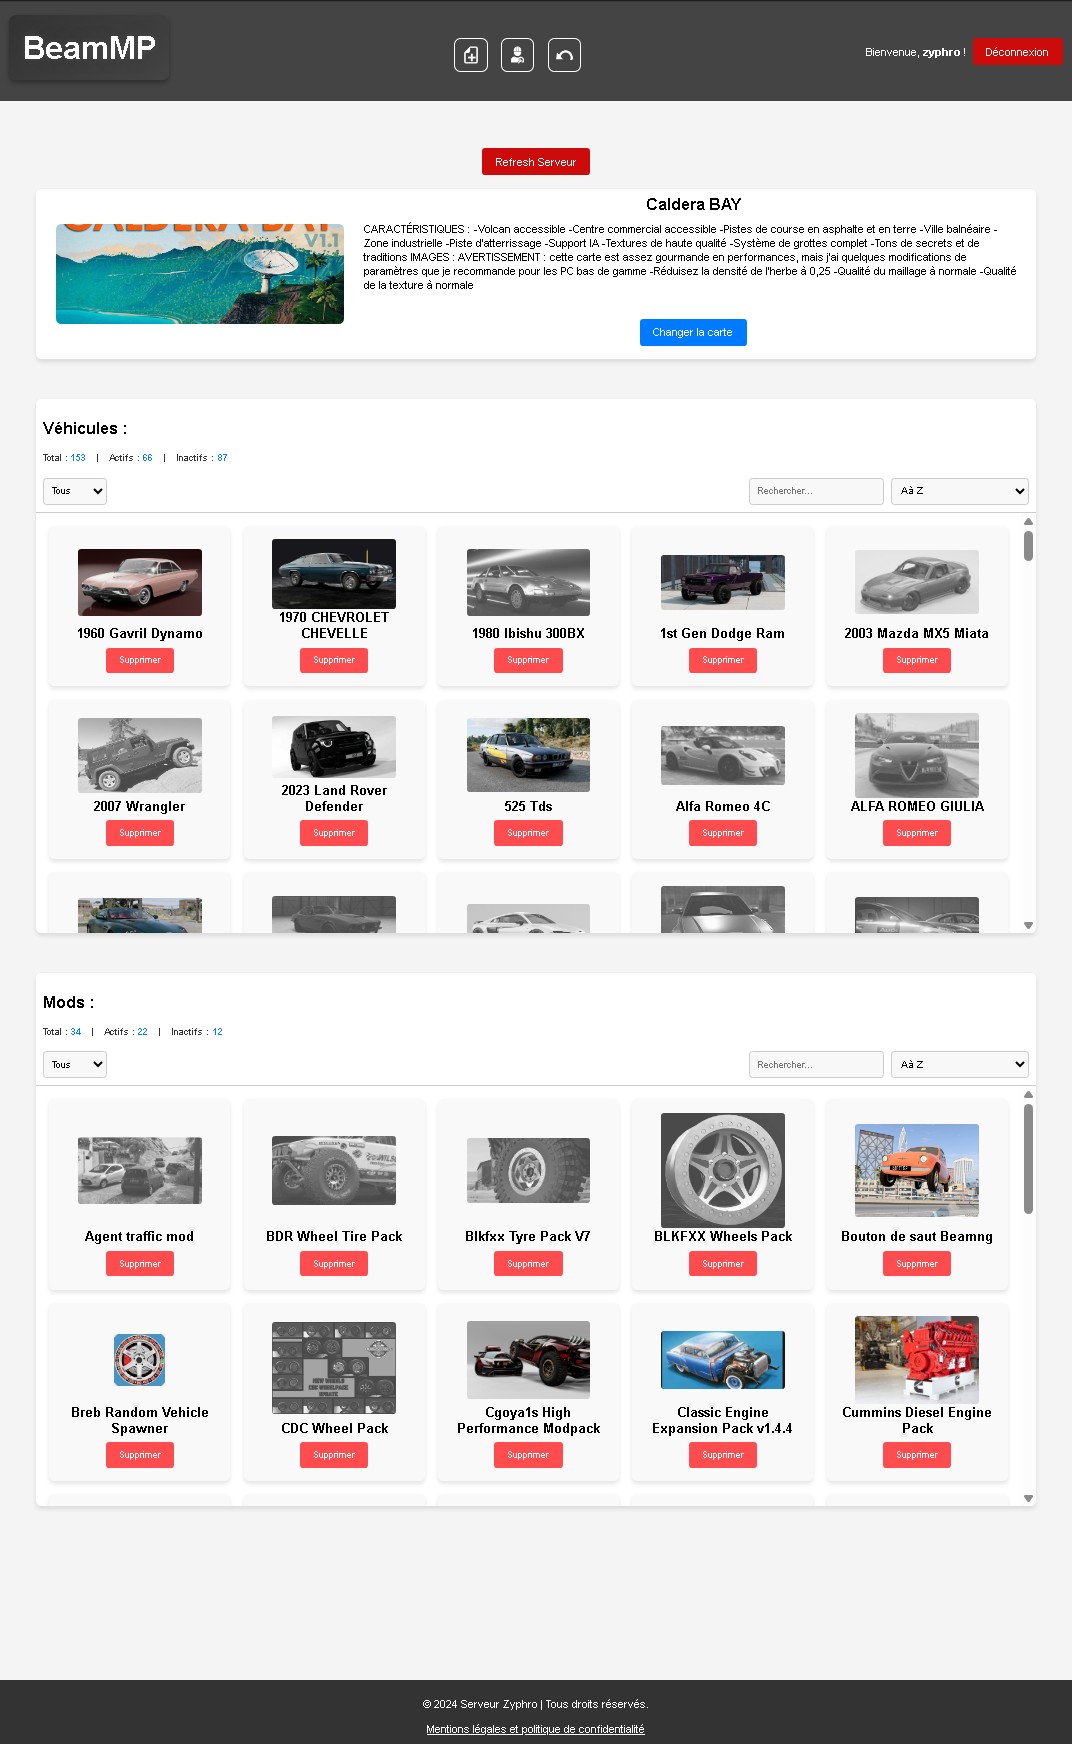 BeamMP
Bienvenue, zyphro !
Déconnexion
Refresh Serveur
Caldera BAY
CALDERA BAY
V1.1
CARACTÉRISTIQUES : -Volcan accessible -Centre commercial accessible -Pistes de course en asphalte et en terre -Ville balnéaire -
Zone industrielle -Piste d'atterrissage -Support IA -Textures de haute qualité -Système de grottes complet -Tons de secrets et de
traditions IMAGES : AVERTISSEMENT : cette carte est assez gourmande en performances, mais j'ai quelques modifications de
paramètres que je recommande pour les PC bas de gamme -Réduisez la densité de l'herbe à 0,25 -Qualité du maillage à normale -Qualité
de la texture à normale
Changer la carte
Véhicules :
Total : 153 | Actifs : 66 | Inactifs : 87
Tous
Rechercher...
A à Z
1960 Gavril Dynamo
Supprimer
1970 CHEVROLET
CHEVELLE
Supprimer
1980 Ibishu 300BX
Supprimer
1st Gen Dodge Ram
Supprimer
2003 Mazda MX5 Miata
Supprimer
2007 Wrangler
Supprimer
2023 Land Rover
Defender
Supprimer
525 Tds
Supprimer
Alfa Romeo 4C
Supprimer
ALFA ROMEO GIULIA
Supprimer
Mods :
Total : 34 | Actifs : 22 | Inactifs : 12
Tous
Rechercher...
A à Z
Agent traffic mod
Supprimer
BDR Wheel Tire Pack
Supprimer
Blkfxx Tyre Pack V7
Supprimer
BLKFXX Wheels Pack
Supprimer
Bouton de saut Beamng
Supprimer
Breb Random Vehicle
Spawner
Supprimer
NEW WHEELS
CDC WHEELPACK
UPDATE
CDC Wheel Pack
Supprimer
Cgoya1s High
Performance Modpack
Supprimer
Classic Engine
Expansion Pack v1.4.4
Supprimer
Cummins Diesel Engine
Pack
Supprimer
© 2024 Serveur Zyphro | Tous droits réservés.
Mentions légales et politique de confidentialité